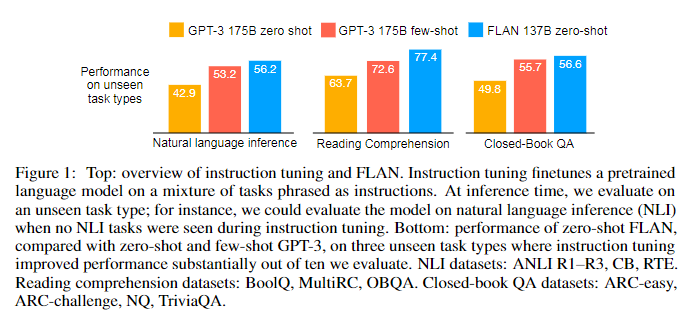 GPT-3 175B zero shot GPT-3 175B few-shot FLAN 137B zero-shot
Performance
on unseen
task types
42.9 53.2 56.2
63.7 72.6 77.4
49.8 55.7 56.6
Natural language inference Reading Comprehension Closed-Book QA
Figure 1: Top: overview of instruction tuning and FLAN. Instruction tuning finetunes a pretrained
language model on a mixture of tasks phrased as instructions. At inference time, we evaluate on
an unseen task type; for instance, we could evaluate the model on natural language inference (NLI)
when no NLI tasks were seen during instruction tuning. Bottom: performance of zero-shot FLAN,
compared with zero-shot and few-shot GPT-3, on three unseen task types where instruction tuning
improved performance substantially out of ten we evaluate. NLI datasets: ANLI R1–R3, CB, RTE.
Reading comprehension datasets: BoolQ, MultiRC, OBQA. Closed-book QA datasets: ARC-easy,
ARC-challenge, NQ, TriviaQA.